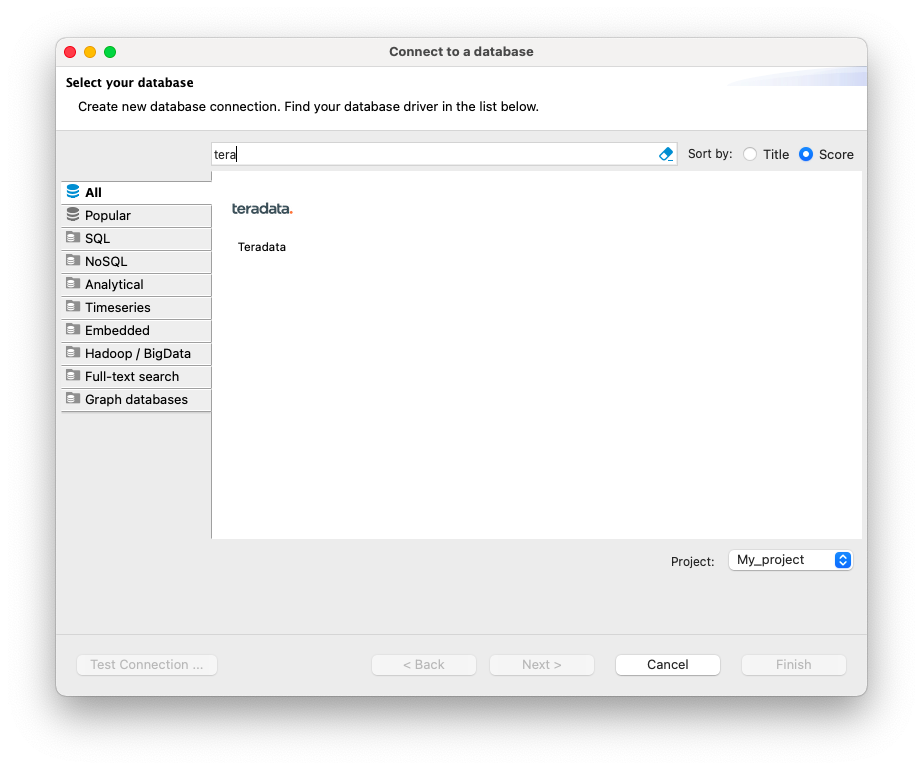 Connect to a database
Select your database
Create new database connection. Find your database driver in the list below.
tera
Sort by:
Title
Score
All
Popular
SQL
NoSQL
Analytical
Timeseries
Embedded
Hadoop / BigData
Full-text search
Graph databases
teradata.
Teradata
Project:
My_project
Test Connection ...
< Back
Next >
Cancel
Finish